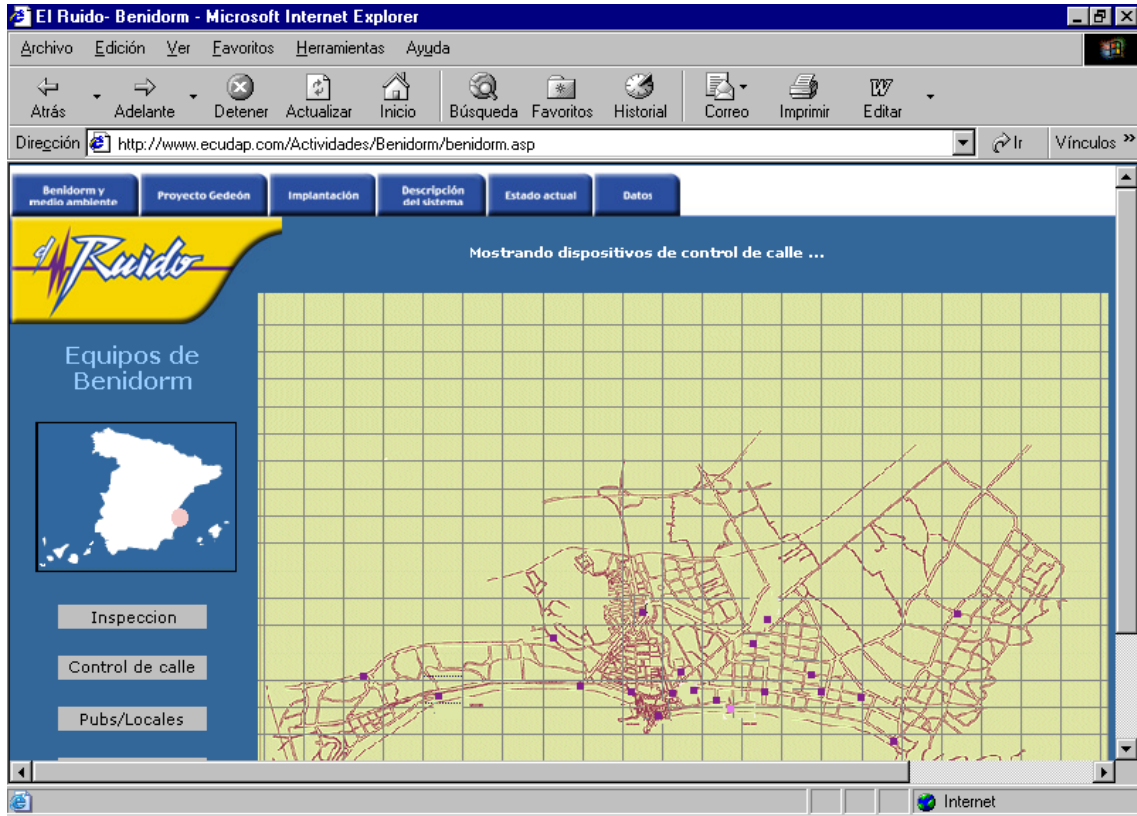 El Ruido- Benidorm - Microsoft Internet Explorer
Archivo Edición Ver Favoritos Herramientas Ayuda
Atrás Adelante Detener Actualizar Inicio Búsqueda Favoritos Historial Correo Imprimir Editar
Dirección http://www.ecudap.com/Actividades/Benidorm/benidorm.asp Ir Vínculos »
Benidorm y
medio ambiente
Proyecto Gedeón
Implantación
Descripción
del sistema
Estado actual
Datos
el Ruido
Mostrando dispositivos de control de calle ...
Equipos de
Benidorm
Inspeccion
Control de calle
Pubs/Locales
Internet